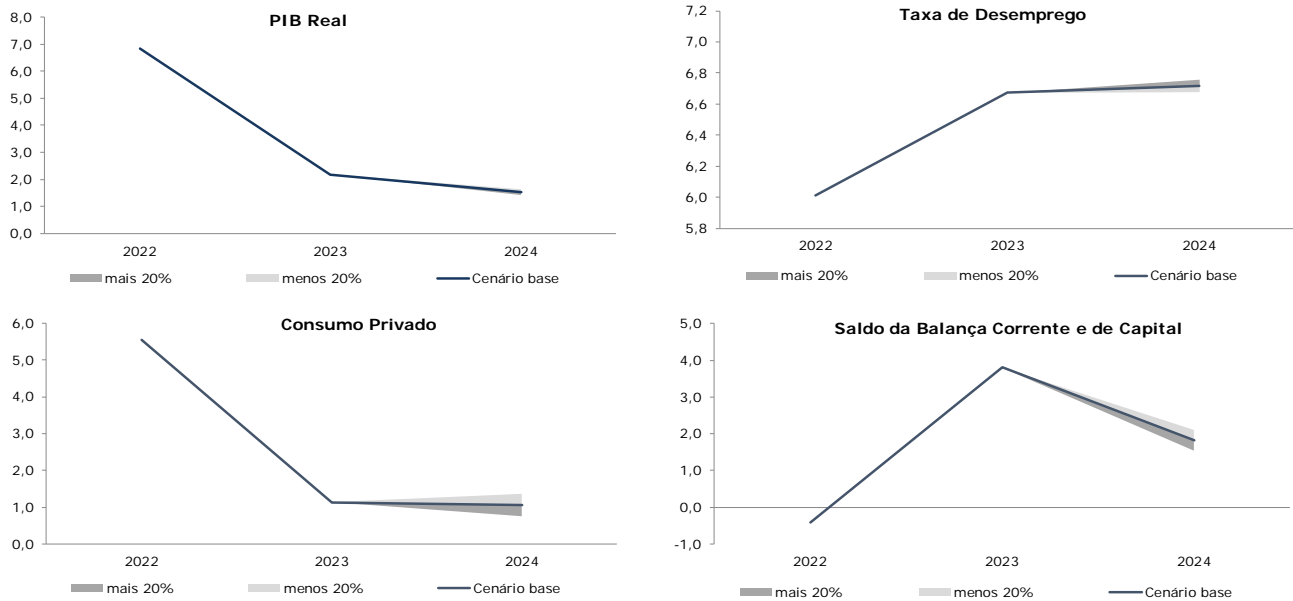 PIB Real
8,0
7,0
6,0
5,0
4,0
3,0
2,0
1,0
0,0
2022 2023 2024
mais 20% menos 20% Cenário base
Taxa de Desemprego
7,2
7,0
6,8
6,6
6,4
6,2
6,0
5,8
2022 2023 2024
mais 20% menos 20% Cenário base
Consumo Privado
6,0
5,0
4,0
3,0
2,0
1,0
0,0
2022 2023 2024
mais 20% menos 20% Cenário base
Saldo da Balança Corrente e de Capital
5,0
4,0
3,0
2,0
1,0
0,0
-1,0
2022 2023 2024
mais 20% menos 20% Cenário base